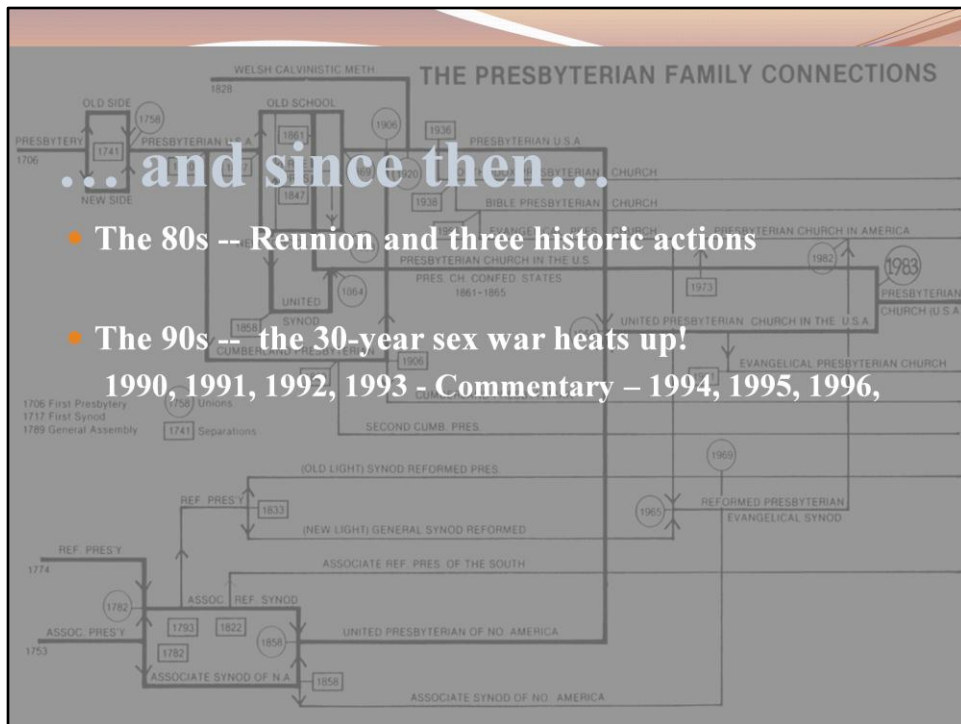 THE PRESBYTERIAN FAMILY CONNECTIONS
WELSH CALVINISTIC METH
1828
OLD SIDE
1758
OLD SCHOOL
1906
1936
PRESBYTERY
1706
1741
PRESBYTERIAN U.S.A.
1861
PRESBYTERIAN U.S.A.
… and since then…
1920
CHURCH
NEW SIDE
1847
1936
BIBLE PRESBYTERIAN CHURCH
• The 80s -- Reunion and three historic actions
PRESBYTERIAN CHURCH IN AMERICA
PRESBYTERIAN CHURCH IN THE U.S.
1982
1983
PRES. CH. CONFED. STATES
1861-1865
1864
1973
PRESBYTERIAN
CHURCH (U.S.A.)
UNITED
SYNOD
1858
UNITED PRESBYTERIAN CHURCH IN THE U.S.A.
• The 90s -- the 30-year sex war heats up!
CUMBERLAND PRESBYTERIAN
1906
EVANGELICAL PRESBYTERIAN CHURCH
1990, 1991, 1992, 1993 - Commentary – 1994, 1995, 1996,
1706 First Presbytery
1717 First Synod
1789 General Assembly
1758 Unions
1741 Separations
SECOND CUMB. PRES.
1969
(OLD LIGHT) SYNOD REFORMED PRES.
REF. PRES'Y
1833
1965
REFORMED PRESBYTERIAN
EVANGELICAL SYNOD
(NEW LIGHT) GENERAL SYNOD REFORMED
REF. PRES'Y
1774
ASSOCIATE REF. PRES. OF THE SOUTH
1782
ASSOC. REF. SYNOD
1793
1822
ASSOC. PRES'Y
1753
1782
1858
UNITED PRESBYTERIAN OF NO. AMERICA
ASSOCIATE SYNOD OF N.A.
1858
ASSOCIATE SYNOD OF NO. AMERICA